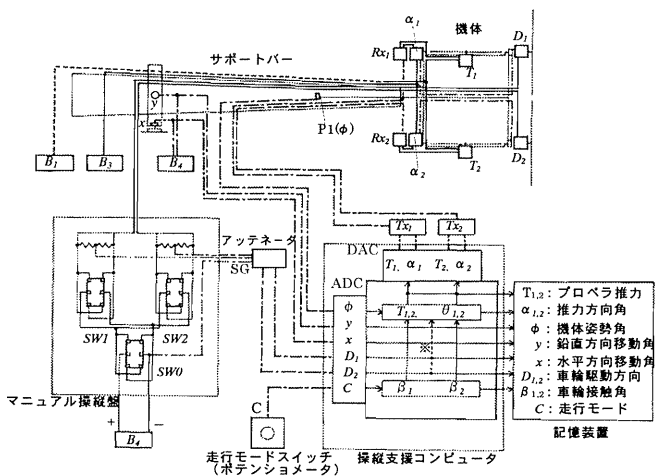 機体
α1
D1
サポートバー
Rx1
T1
y
x
P1(φ)
Rx2
T2
D2
α2
B1
B3
B4
Tx1
Tx2
アッテネータ
SG
DAC
T1, α1
T2, α2
ADC
φ
y
x
D1
D2
C
T1,2,
θ1,2
※
β1
β2
SW1
SW2
SW0
マニュアル操縦盤
+
−
B4
C
走行モードスイッチ
(ポテンショメータ)
操縦支援コンピュータ
T1,2：プロペラ推力
α1,2：推力方向角
φ：機体姿勢角
y：鉛直方向移動角
x：水平方向移動角
D1,2：車輪駆動方向
β1,2：車輪接触角
C：走行モード
記憶装置